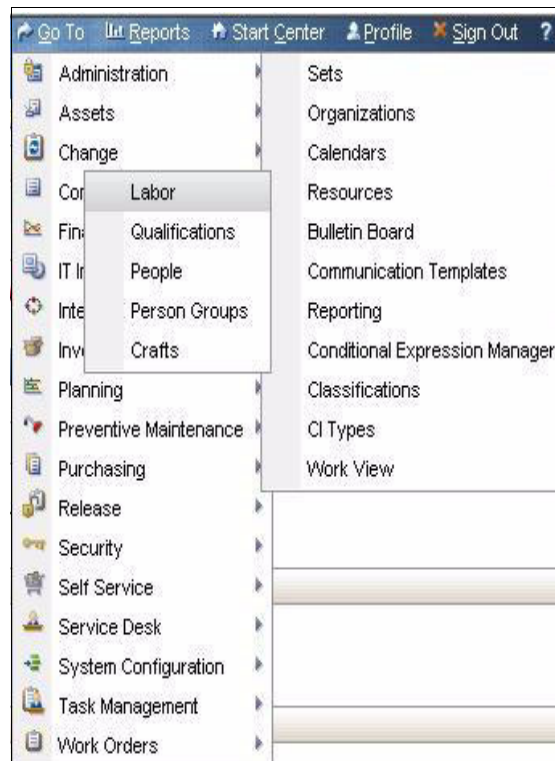 Go To Reports Start Center Profile Sign Out ?
Administration
Assets
Change
Planning
Preventive Maintenance
Purchasing
Release
Security
Self Service
Service Desk
System Configuration
Task Management
Work Orders
Labor
Qualifications
People
Person Groups
Crafts
Sets
Organizations
Calendars
Resources
Bulletin Board
Communication Templates
Reporting
Conditional Expression Manager
Classifications
CI Types
Work View